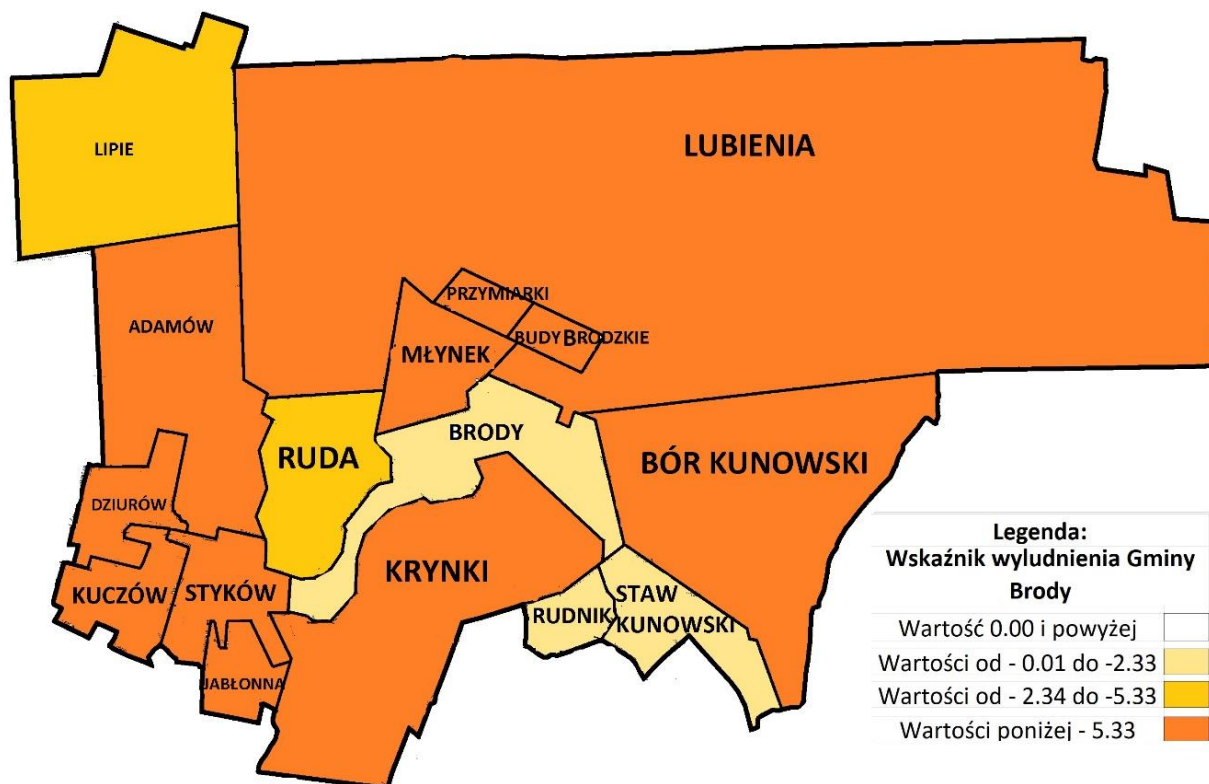 LIPIE
LUBIENIA
PRZYMIARKI
ADAMÓW
BUDY BRODZKIE
MŁYNEK
BRODY
RUDA
BÓR KUNOWSKI
DZIURÓW
KRYNKI
KUCZÓW
STYKÓW
STAW
KUNOWSKI
RUDNIK
JABŁONNA
Legenda:
Wskaźnik wyludnienia Gminy
Brody
Wartość 0.00 i powyżej
Wartości od - 0.01 do -2.33
Wartości od - 2.34 do -5.33
Wartości poniżej - 5.33